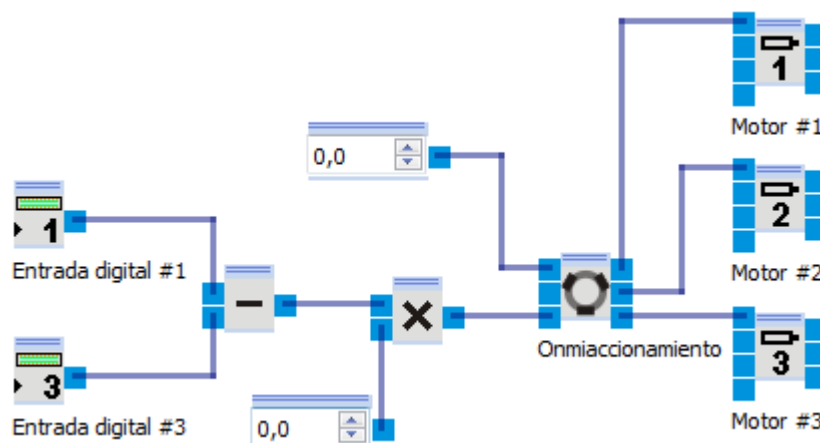 1
Motor #1
0,0
1
Entrada digital #1
2
Motor #2
Onmiaccionamiento
3
Motor #3
3
Entrada digital #3
0,0